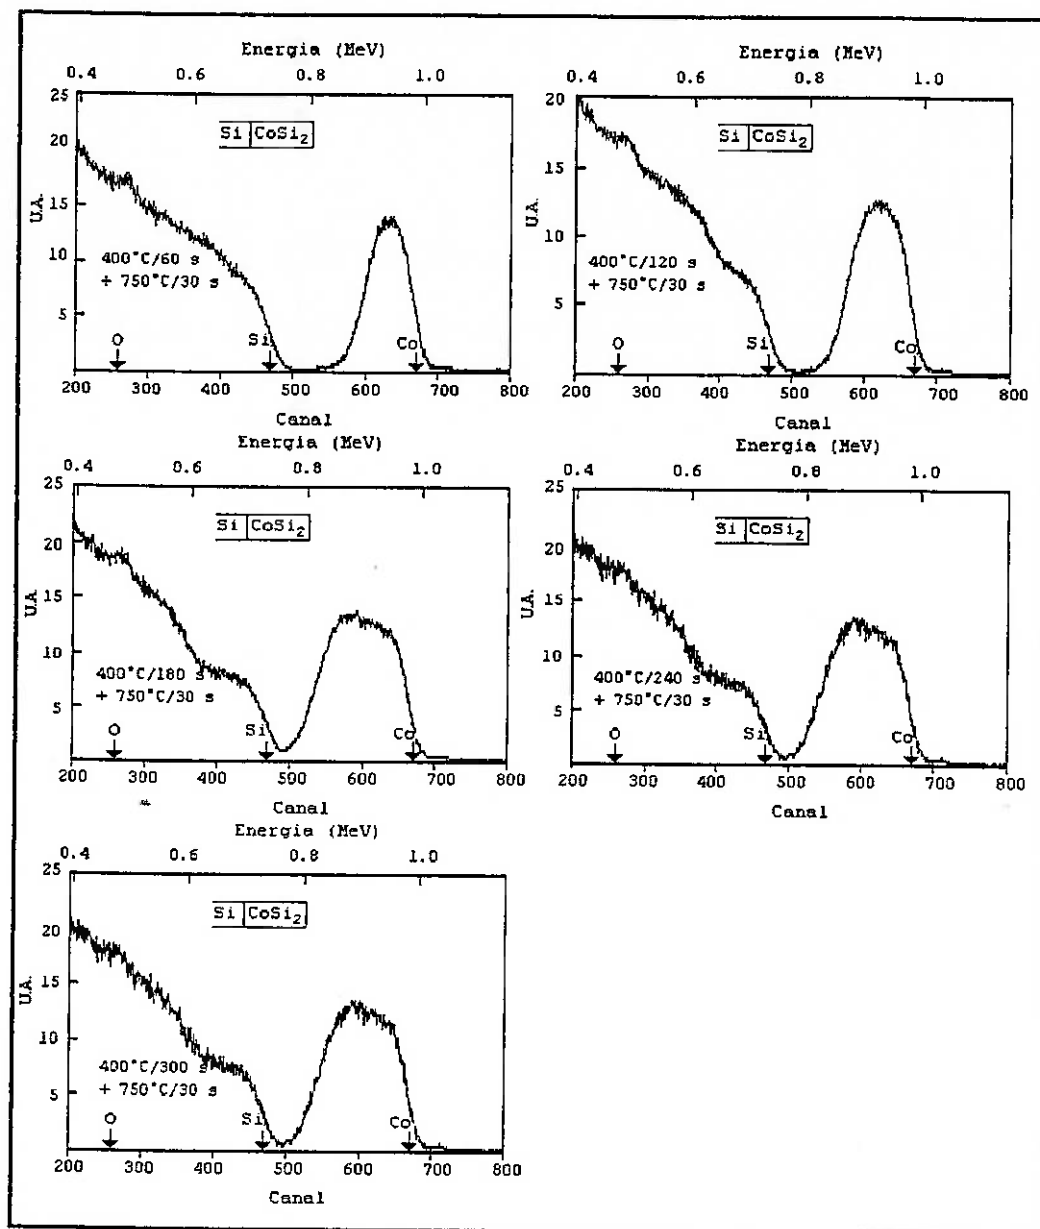 Energia (MeV)
0.4 0.6 0.8 1.0
25
20
15
10
5
U.A.
Si CoSi2
400°C/60 s
+ 750°C/30 s
O Si Co
200 300 400 500 600 700 800
Canal
Energia (MeV)
0.4 0.6 0.8 1.0
20
15
10
5
Si CoSi2
400°C/120 s
+ 750°C/30 s
O Si Co
200 300 400 500 600 700 800
Canal
Energia (MeV)
0.4 0.6 0.8 1.0
25
20
15
10
5
U.A.
Si CoSi2
400°C/180 s
+ 750°C/30 s
O Si Co
200 300 400 500 600 700 800
Canal
Energia (MeV)
0.4 0.6 0.8 1.0
25
20
15
10
5
U.A.
Si CoSi2
400°C/240 s
+ 750°C/30 s
O Si Co
200 300 400 500 600 700 800
Canal
Energia (MeV)
0.4 0.6 0.8 1.0
25
20
15
10
5
U.A.
Si CoSi2
400°C/300 s
+ 750°C/30 s
O Si Co
200 300 400 500 600 700 800
Canal